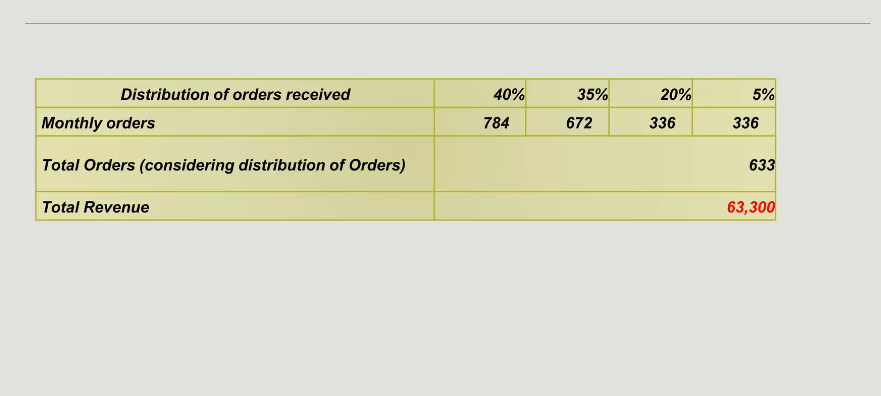 Distribution of orders received 40% 35% 20% 5%
Monthly orders 784 672 336 336
Total Orders (considering distribution of Orders) 633
Total Revenue 63,300